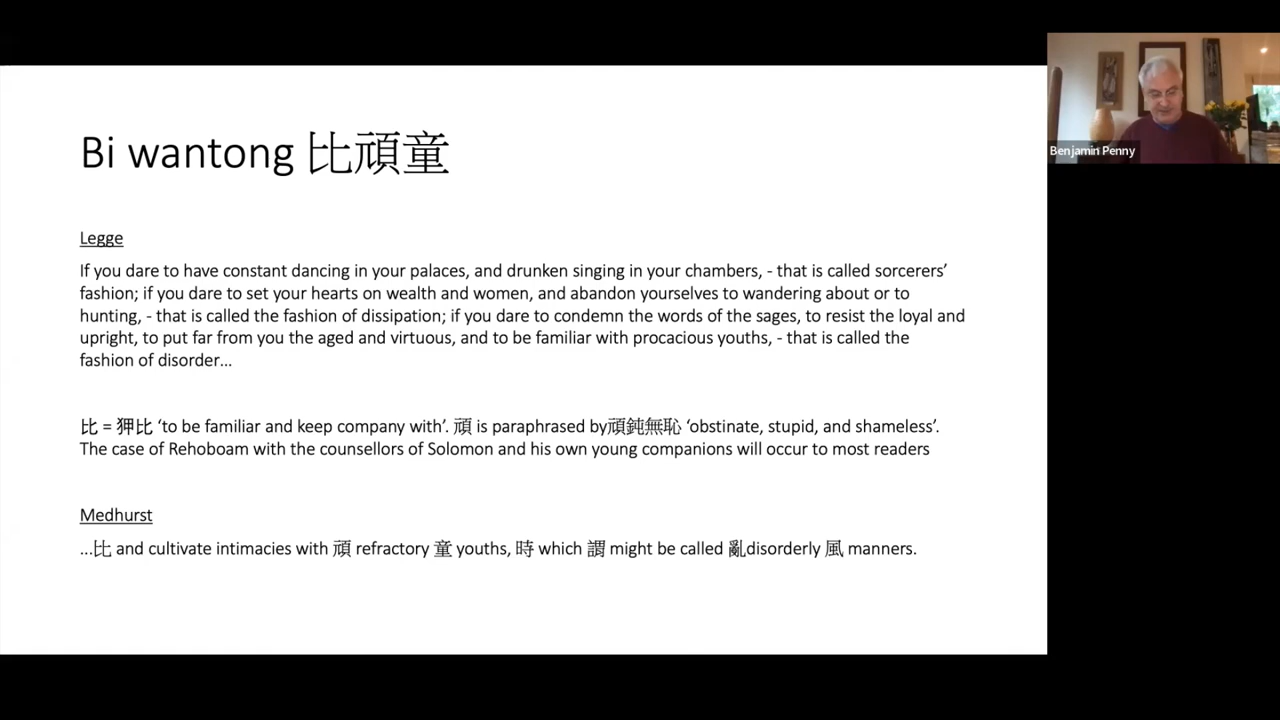 Bi wantong 比頑童
Legge
If you dare to have constant dancing in your palaces, and drunken singing in your chambers, - that is called sorcerers’
fashion; if you dare to set your hearts on wealth and women, and abandon yourselves to wandering about or to
hunting, - that is called the fashion of dissipation; if you dare to condemn the words of the sages, to resist the loyal and
upright, to put far from you the aged and virtuous, and to be familiar with procacious youths, - that is called the
fashion of disorder...
比 = 狎比 ‘to be familiar and keep company with’. 頑 is paraphrased by頑鈍無恥 ‘obstinate, stupid, and shameless’.
The case of Rehoboam with the counsellors of Solomon and his own young companions will occur to most readers
Medhurst
...比 and cultivate intimacies with 頑 refractory 童 youths, 時 which 謂 might be called 亂disorderly 風 manners.
Benjamin Penny